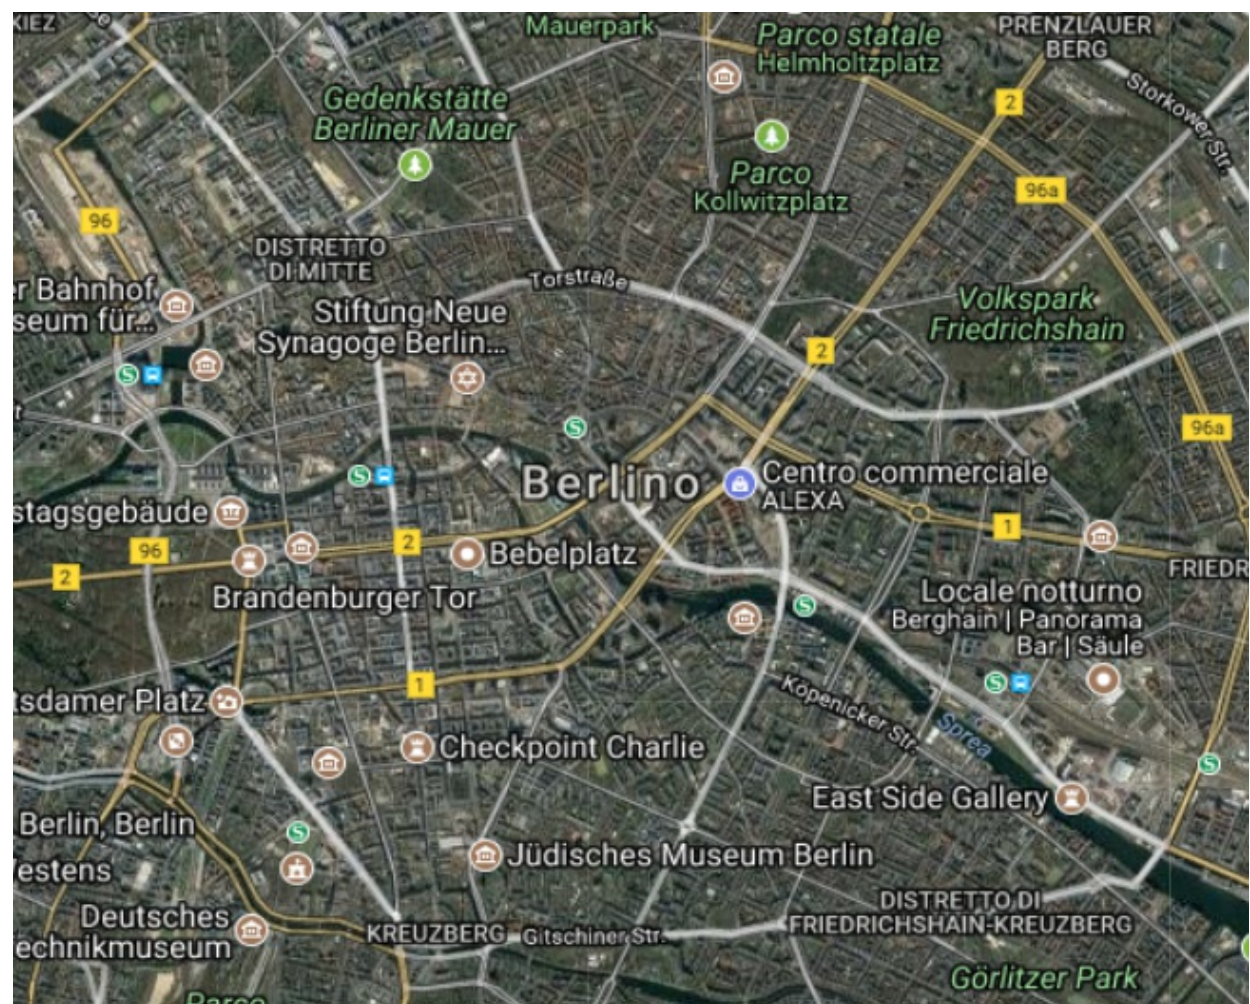 KIEZ
Mauerpark
Parco statale
Helmholtzplatz
PRENZLAUER
BERG
Storkower Str.
Gedenkstätte
Berliner Mauer
2
Parco
Kollwitzplatz
96a
96
DISTRETTO
DI MITTE
er Bahnhof
seum für...
Torstraße
Stiftung Neue
Synagoge Berlin...
Volkspark
Friedrichshain
2
S
S
96a
Berlino
Centro commerciale
ALEXA
S
stagsgebäude
96
2
2
Bebelplatz
1
FRIEDR
Brandenburger Tor
Locale notturno
Berghain | Panorama
Bar | Säule
S
S
1
tsdamer Platz
Köpenicker Str.
Sprea
Checkpoint Charlie
S
East Side Gallery
Berlin, Berlin
S
Jüdisches Museum Berlin
estens
Deutsches
echnikmuseum
KREUZBERG
Gitschiner Str.
DISTRETTO DI
FRIEDRICHSHAIN-KREUZBERG
Görlitzer Park
Parco